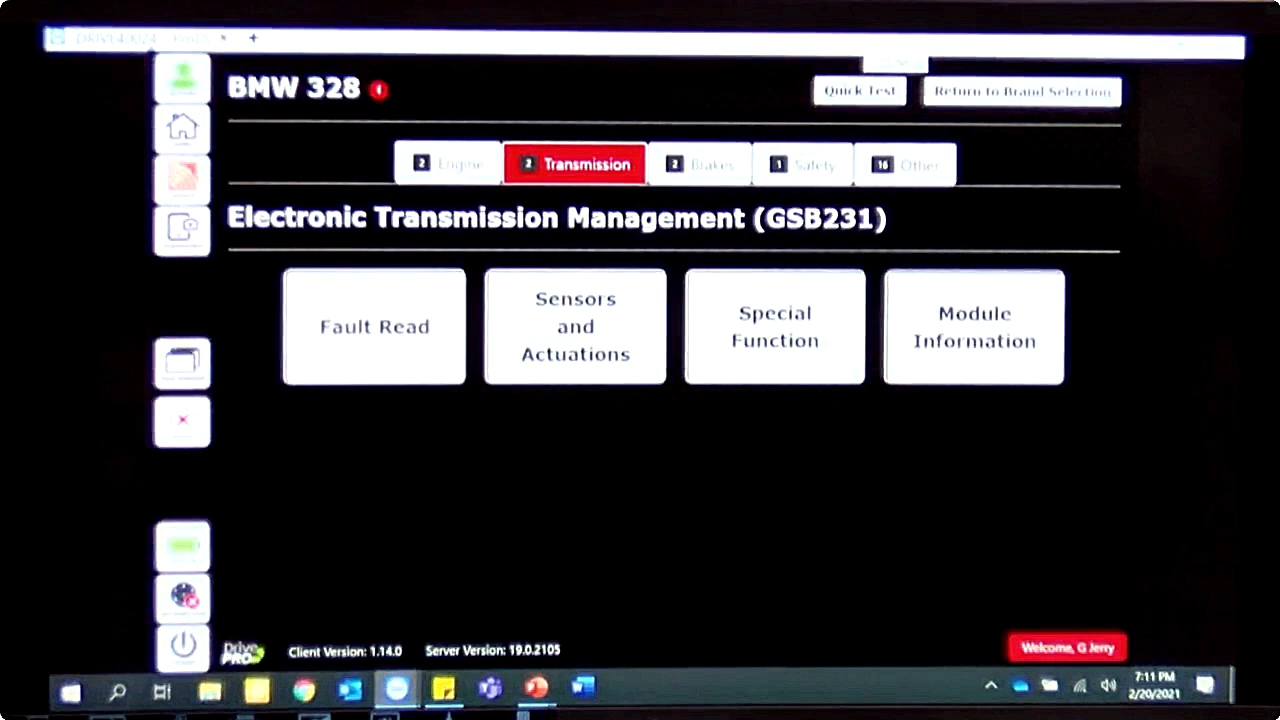 BMW 328
Quick Test
Return to Brand Selection
2 Engine
2 Transmission
2 Brakes
1 Safety
16 Other
Electronic Transmission Management (GSB231)
Fault Read
Sensors
and
Actuations
Special
Function
Module
Information
Drive
PRO
Client Version: 1.14.0
Server Version: 19.0.2105
Welcome, G Jerry
7:11 PM
2/20/2021